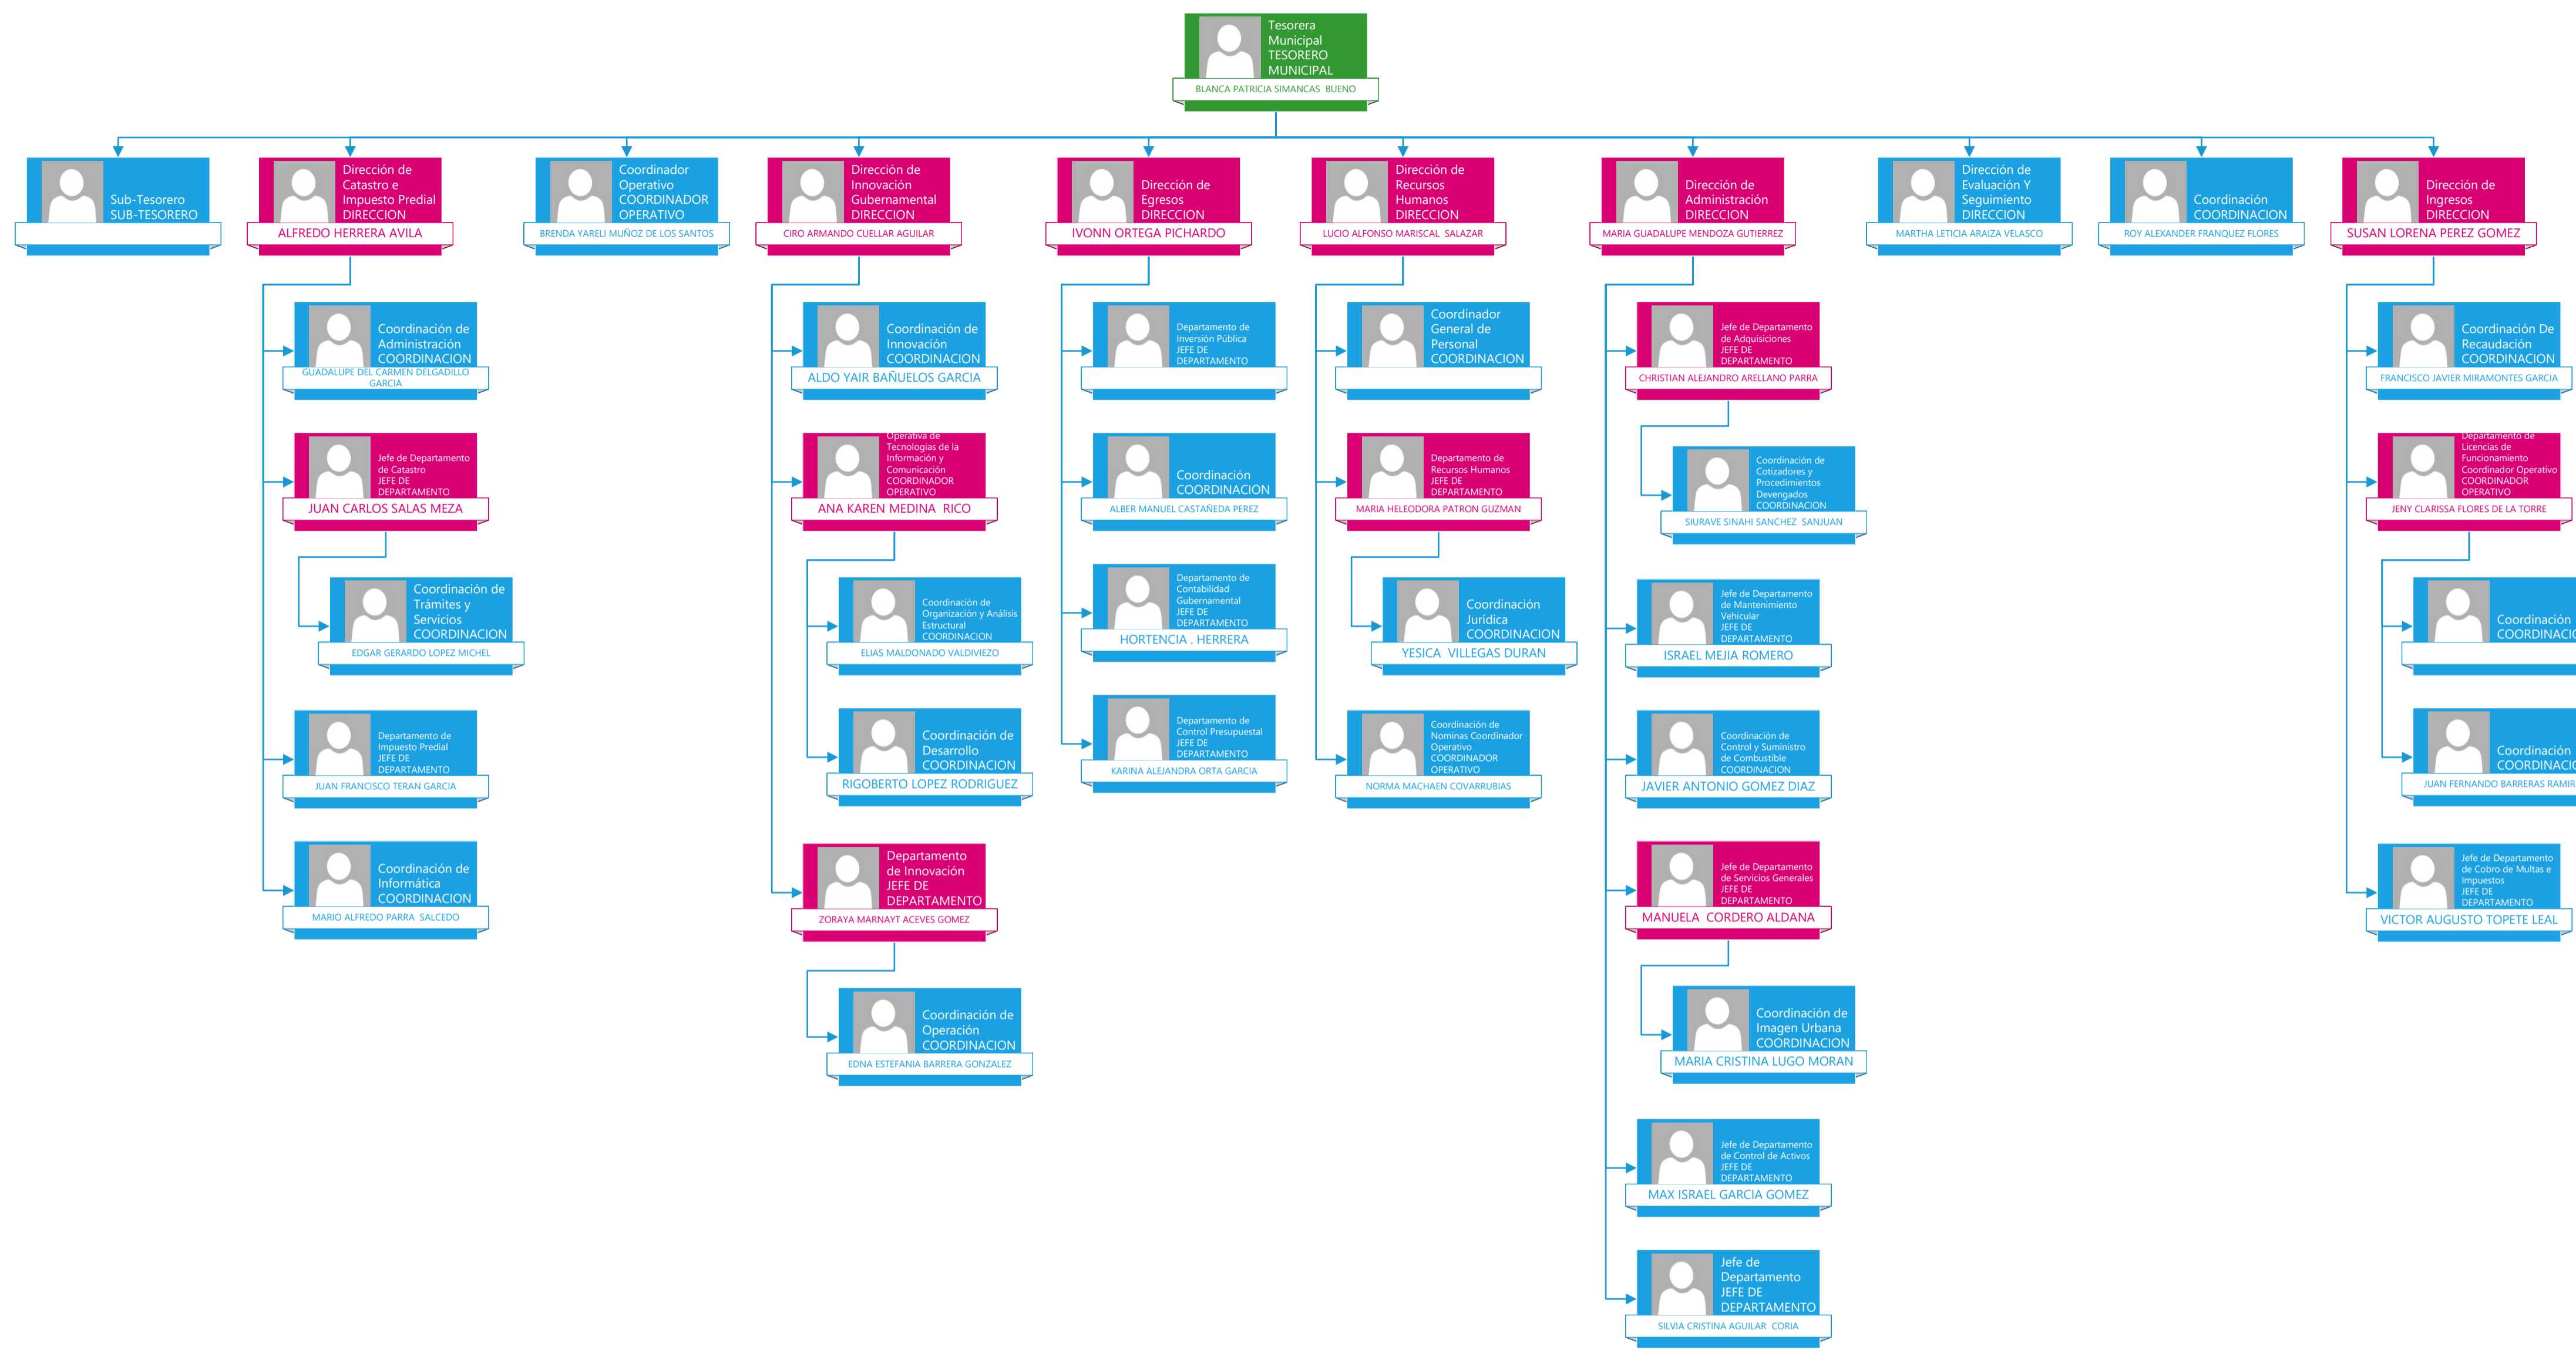 Tesorera
Municipal
TESORERO
MUNICIPAL
BLANCA PATRICIA SIMANCAS  BUENO
Sub-Tesorero
SUB-TESORERO
Dirección de
Catastro e
Impuesto Predial
DIRECCION
ALFREDO HERRERA AVILA
Coordinador
Operativo
COORDINADOR
OPERATIVO
BRENDA YARELI MUÑOZ DE LOS SANTOS
Dirección de
Innovación
Gubernamental
DIRECCION
CIRO ARMANDO CUELLAR AGUILAR
Dirección de
Egresos
DIRECCION
IVONN ORTEGA PICHARDO
Dirección de
Recursos
Humanos
DIRECCION
LUCIO ALFONSO MARISCAL  SALAZAR
Dirección de
Administración
DIRECCION
MARIA GUADALUPE MENDOZA GUTIERREZ
Dirección de
Evaluación Y
Seguimiento
DIRECCION
MARTHA LETICIA ARAIZA VELASCO
Coordinación
COORDINACION
ROY ALEXANDER FRANQUEZ FLORES
Dirección de
Ingresos
DIRECCION
SUSAN LORENA PEREZ GOMEZ
Coordinación de
Administración
COORDINACION
GUADALUPE DEL CARMEN DELGADILLO
GARCIA
Jefe de Departamento
de Catastro
JEFE DE
DEPARTAMENTO
JUAN CARLOS SALAS MEZA
Coordinación de
Trámites y
Servicios
COORDINACION
EDGAR GERARDO LOPEZ MICHEL
Departamento de
Impuesto Predial
JEFE DE
DEPARTAMENTO
JUAN FRANCISCO TERAN GARCIA
Coordinación de
Informática
COORDINACION
MARIO ALFREDO PARRA  SALCEDO
Coordinación de
Innovación
COORDINACION
ALDO YAIR BAÑUELOS GARCIA
Operativa de
Tecnologías de la
Información y
Comunicación
COORDINADOR
OPERATIVO
ANA KAREN MEDINA  RICO
Coordinación de
Organización y Análisis
Estructural
COORDINACION
ELIAS MALDONADO VALDIVIEZO
Coordinación de
Desarrollo
COORDINACION
RIGOBERTO LOPEZ RODRIGUEZ
Departamento
de Innovación
JEFE DE
DEPARTAMENTO
ZORAYA MARNAYT ACEVES GOMEZ
Coordinación de
Operación
COORDINACION
EDNA ESTEFANIA BARRERA GONZALEZ
Departamento de
Inversión Pública
JEFE DE
DEPARTAMENTO
Coordinación
COORDINACION
ALBER MANUEL CASTAÑEDA PEREZ
Departamento de
Contabilidad
Gubernamental
JEFE DE
DEPARTAMENTO
HORTENCIA . HERRERA
Departamento de
Control Presupuestal
JEFE DE
DEPARTAMENTO
KARINA ALEJANDRA ORTA GARCIA
Coordinador
General de
Personal
COORDINACION
Departamento de
Recursos Humanos
JEFE DE
DEPARTAMENTO
MARIA HELEODORA PATRON GUZMAN
Coordinación
Juridica
COORDINACION
YESICA  VILLEGAS DURAN
Coordinación de
Nominas Coordinador
Operativo
COORDINADOR
OPERATIVO
NORMA MACHAEN COVARRUBIAS
Jefe de Departamento
de Adquisiciones
JEFE DE
DEPARTAMENTO
CHRISTIAN ALEJANDRO ARELLANO PARRA
Coordinación de
Cotizadores y
Procedimientos
Devengados
COORDINACION
SIURAVE SINAHI SANCHEZ  SANJUAN
Jefe de Departamento
de Mantenimiento
Vehicular
JEFE DE
DEPARTAMENTO
ISRAEL MEJIA ROMERO
Coordinación de
Control y Suministro
de Combustible
COORDINACION
JAVIER ANTONIO GOMEZ DIAZ
Jefe de Departamento
de Servicios Generales
JEFE DE
DEPARTAMENTO
MANUELA  CORDERO ALDANA
Coordinación de
Imagen Urbana
COORDINACION
MARIA CRISTINA LUGO MORAN
Jefe de Departamento
de Control de Activos
JEFE DE
DEPARTAMENTO
MAX ISRAEL GARCIA GOMEZ
Jefe de
Departamento
JEFE DE
DEPARTAMENTO
SILVIA CRISTINA AGUILAR  CORIA
Coordinación De
Recaudación
COORDINACION
FRANCISCO JAVIER MIRAMONTES GARCIA
Departamento de
Licencias de
Funcionamiento
Coordinador Operativo
COORDINADOR
OPERATIVO
JENY CLARISSA FLORES DE LA TORRE
Coordinación
COORDINACIO
Coordinación
COORDINACIO
JUAN FERNANDO BARRERAS RAMIR
Jefe de Departamento
de Cobro de Multas e
Impuestos
JEFE DE
DEPARTAMENTO
VICTOR AUGUSTO TOPETE LEAL